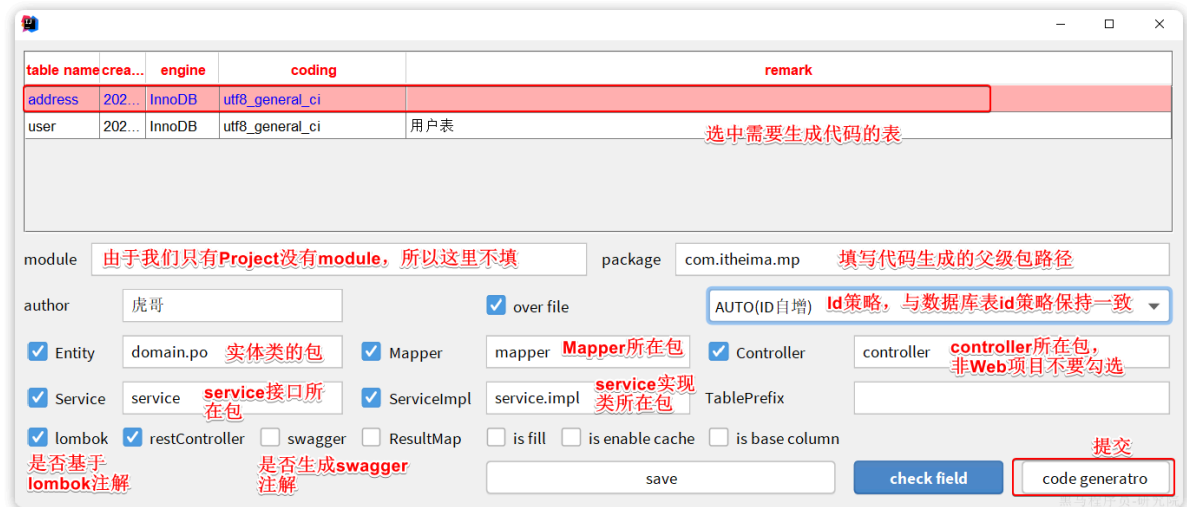 table name crea... engine coding remark
address 202... InnoDB utf8_general_ci
user 202... InnoDB utf8_general_ci 用户表
选中需要生成代码的表
module 由于我们只有Project没有module，所以这里不填 package com.itheima.mp 填写代码生成的父级包路径
author 虎哥 over file AUTO(ID自增) Id策略，与数据库表id策略保持一致
Entity domain.po 实体类的包 Mapper mapper Mapper所在包 Controller controller controller所在包，
非Web项目不要勾选
Service service service接口所
在包
ServiceImpl service.impl service实现
类所在包
TablePrefix
lombok restController swagger ResultMap is fill is enable cache is base column
是否基于
lombok注解
是否生成swagger
注解
提交
save check field code generatro
黑马程序员-研究院